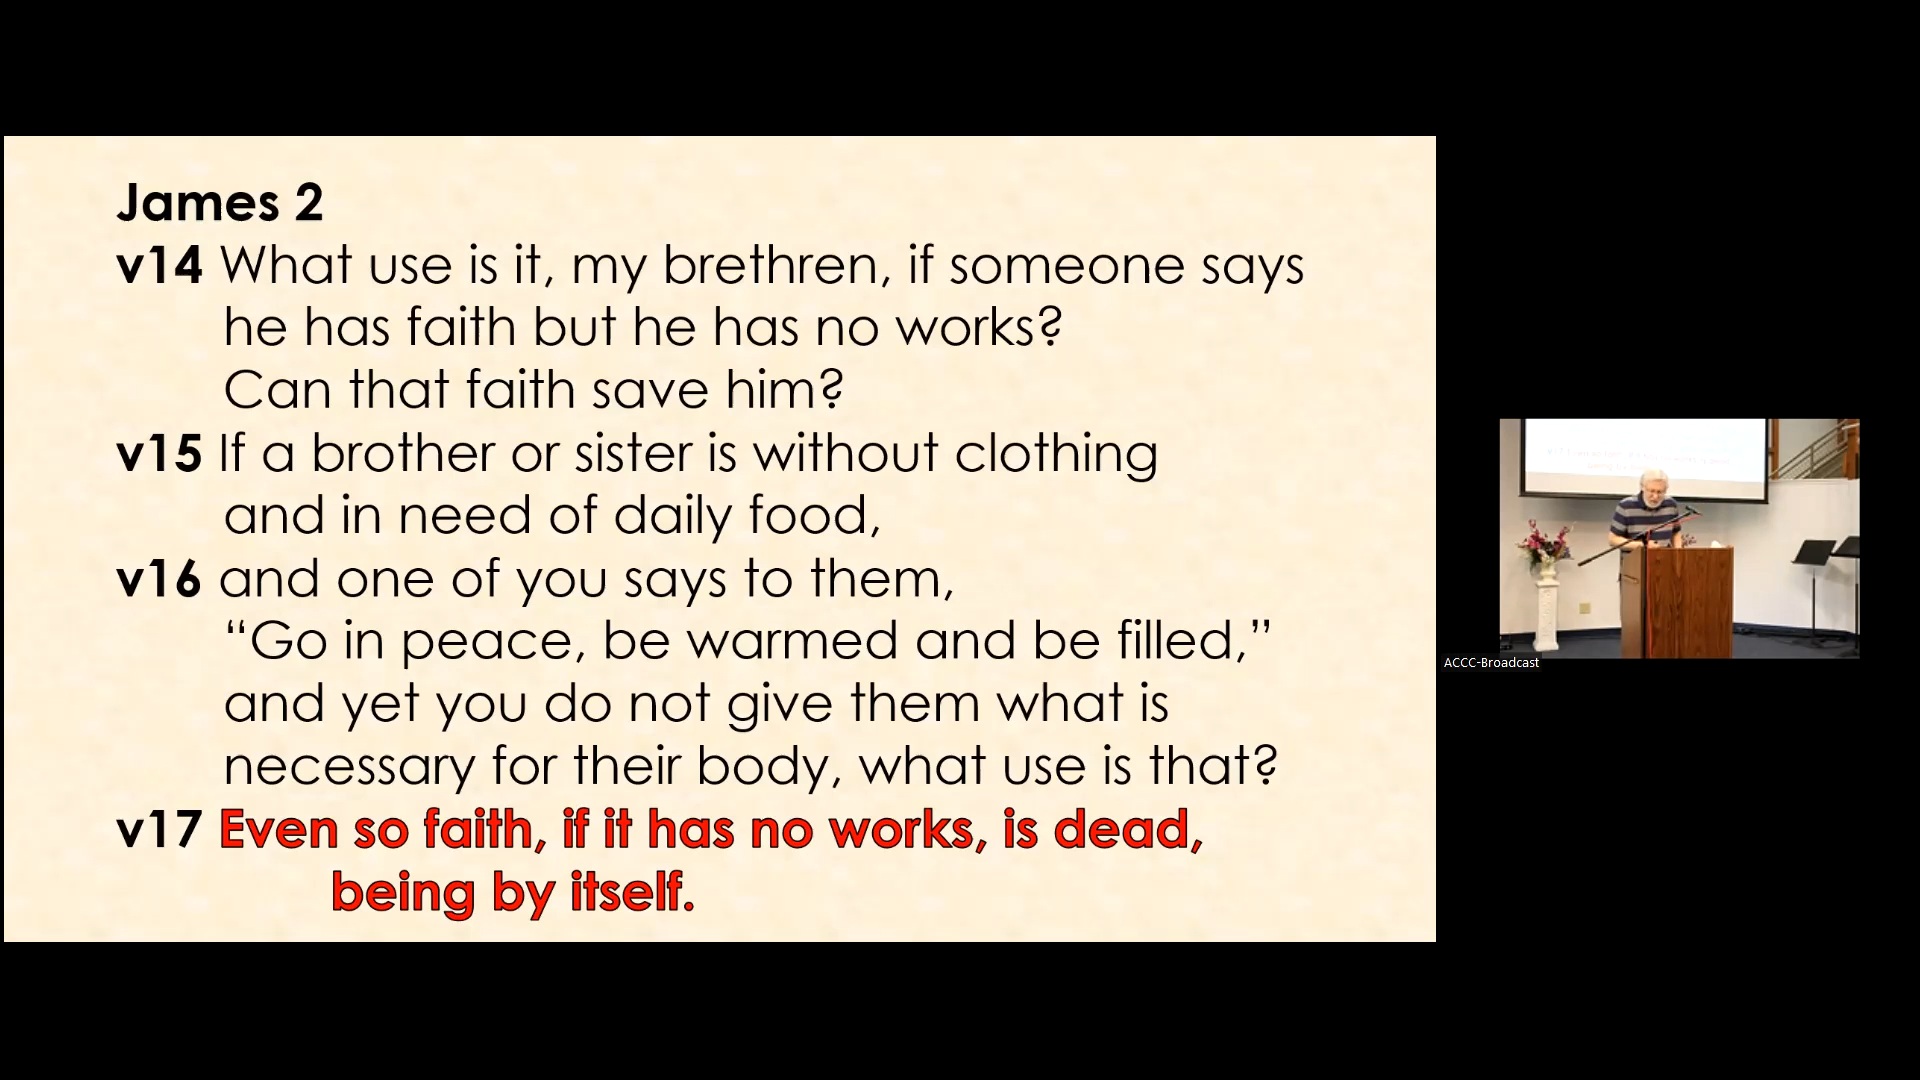 James 2
v14 What use is it, my brethren, if someone says
he has faith but he has no works?
Can that faith save him?
v15 If a brother or sister is without clothing
and in need of daily food,
v16 and one of you says to them,
“Go in peace, be warmed and be filled,”
and yet you do not give them what is
necessary for their body, what use is that?
v17 Even so faith, if it has no works, is dead,
being by itself.
ACCC-Broadcast